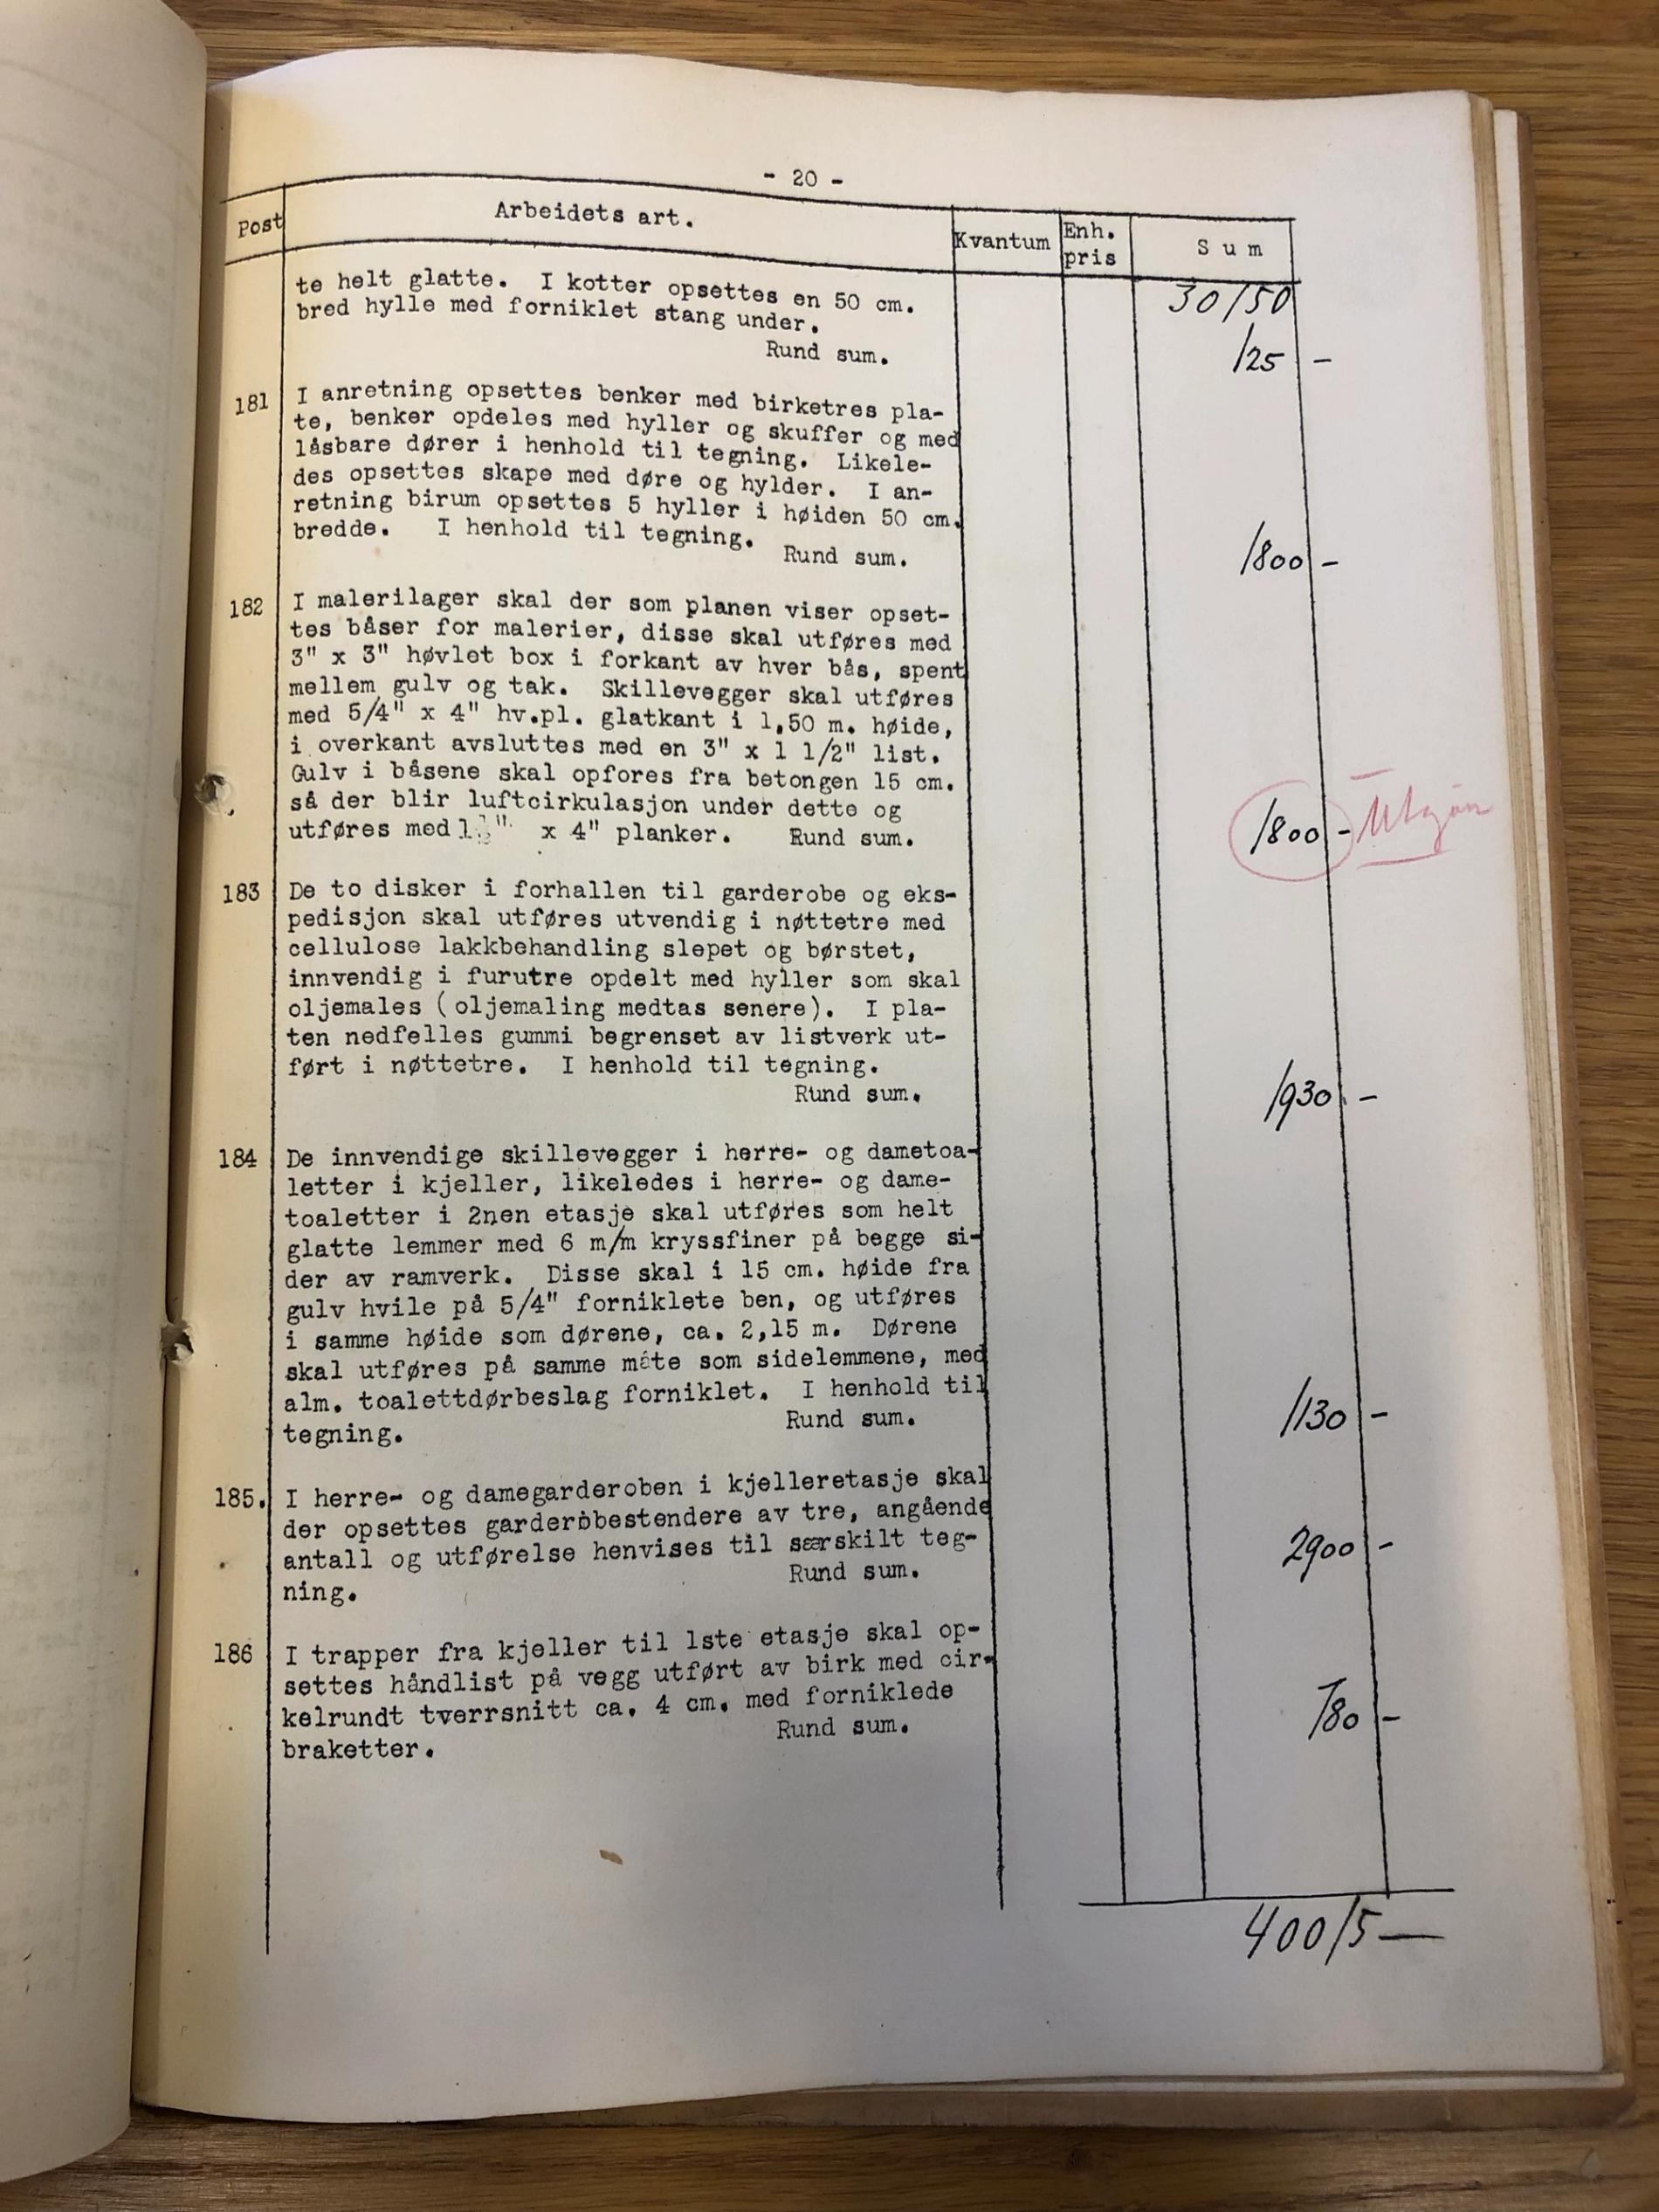 - 20 -
Post
Arbeidets art.
Kvantum
Enh.
pris
Sum
te helt glatte. I kotter opsettes en 50 cm.
30150
bred hylle med forniklet stang under.
Rund sum.
125 -
181 I anretning opsettes benker med birketres pla-
te, benker opdeles med hyller og skuffer og med
låsbare dører i henhold til tegning. Likele-
des opsettes skape med døre og hylder. I an-
retning birum opsettes 5 hyller i høiden 50 cm.
bredde. I henhold til tegning.
Rund sum.
1800 -
182 I malerilager skal der som planen viser opset-
tes båser for malerier, disse skal utføres med
3" x 3" høvlet box i forkant av hver bås, spent
mellem gulv og tak. Skillevegger skal utføres
med 5/4" x 4" hv.pl. glatkant i 1,50 m. høide,
i overkant avsluttes med en 3" x 1 1/2" list.
Gulv i båsene skal opfores fra betongen 15 cm.
så der blir luftcirkulasjon under dette og
utføres med 1½" x 4" planker. Rund sum.
1800 - Utgår
183 De to disker i forhallen til garderobe og eks-
pedisjon skal utføres utvendig i nøttetre med
cellulose lakkbehandling slepet og børstet,
innvendig i furutre opdelt med hyller som skal
oljemales (oljemaling medtas senere). I pla-
ten nedfelles gummi begrenset av listverk ut-
ført i nøttetre. I henhold til tegning.
Rund sum.
1930 -
184 De innvendige skillevegger i herre- og dametoa-
letter i kjeller, likeledes i herre- og dame-
toaletter i 2nen etasje skal utføres som helt
glatte lemmer med 6 m/m kryssfiner på begge si-
der av ramverk. Disse skal i 15 cm. høide fra
gulv hvile på 5/4" forniklete ben, og utføres
i samme høide som dørene, ca. 2,15 m. Dørene
skal utføres på samme måte som sidelemmene, med
alm. toalettdørbeslag forniklet. I henhold til
tegning. Rund sum.
1130 -
185. I herre- og damegarderoben i kjelleretasje skal
der opsettes garderobestendere av tre, angående
antall og utførelse henvises til særskilt teg-
ning. Rund sum.
2900 -
186 I trapper fra kjeller til 1ste etasje skal op-
settes håndlist på vegg utført av birk med cir-
kelrundt tverrsnitt ca. 4 cm. med forniklede
braketter. Rund sum.
180 -
40015 —